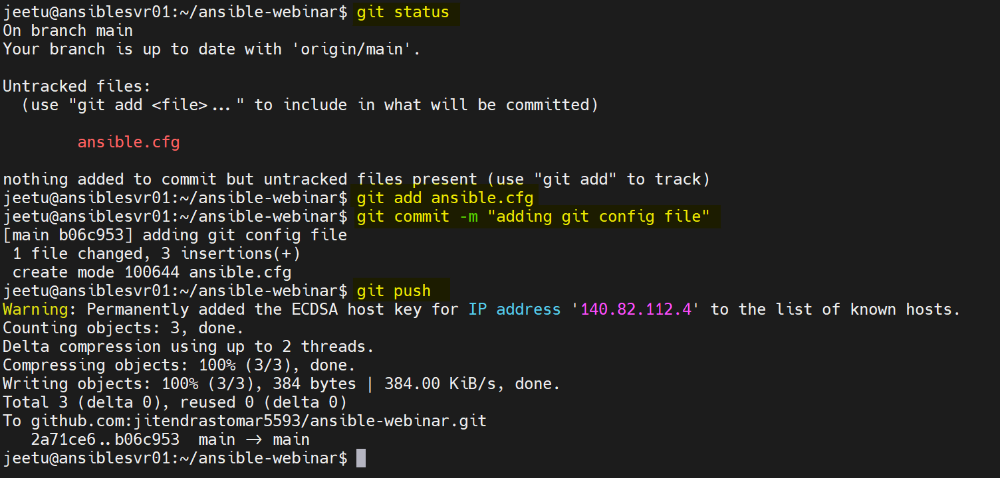 jeetu@ansiblesvr01:~/ansible-webinar$ git status
On branch main
Your branch is up to date with 'origin/main'.
Untracked files:
(use "git add <file>..." to include in what will be committed)
ansible.cfg
nothing added to commit but untracked files present (use "git add" to track)
jeetu@ansiblesvr01:~/ansible-webinar$ git add ansible.cfg
jeetu@ansiblesvr01:~/ansible-webinar$ git commit -m "adding git config file"
[main b06c953] adding git config file
1 file changed, 3 insertions(+)
create mode 100644 ansible.cfg
jeetu@ansiblesvr01:~/ansible-webinar$ git push
Warning: Permanently added the ECDSA host key for IP address '140.82.112.4' to the list of known hosts.
Counting objects: 3, done.
Delta compression using up to 2 threads.
Compressing objects: 100% (3/3), done.
Writing objects: 100% (3/3), 384 bytes | 384.00 KiB/s, done.
Total 3 (delta 0), reused 0 (delta 0)
To github.com:jitendrastomar5593/ansible-webinar.git
2a71ce6..b06c953  main -> main
jeetu@ansiblesvr01:~/ansible-webinar$